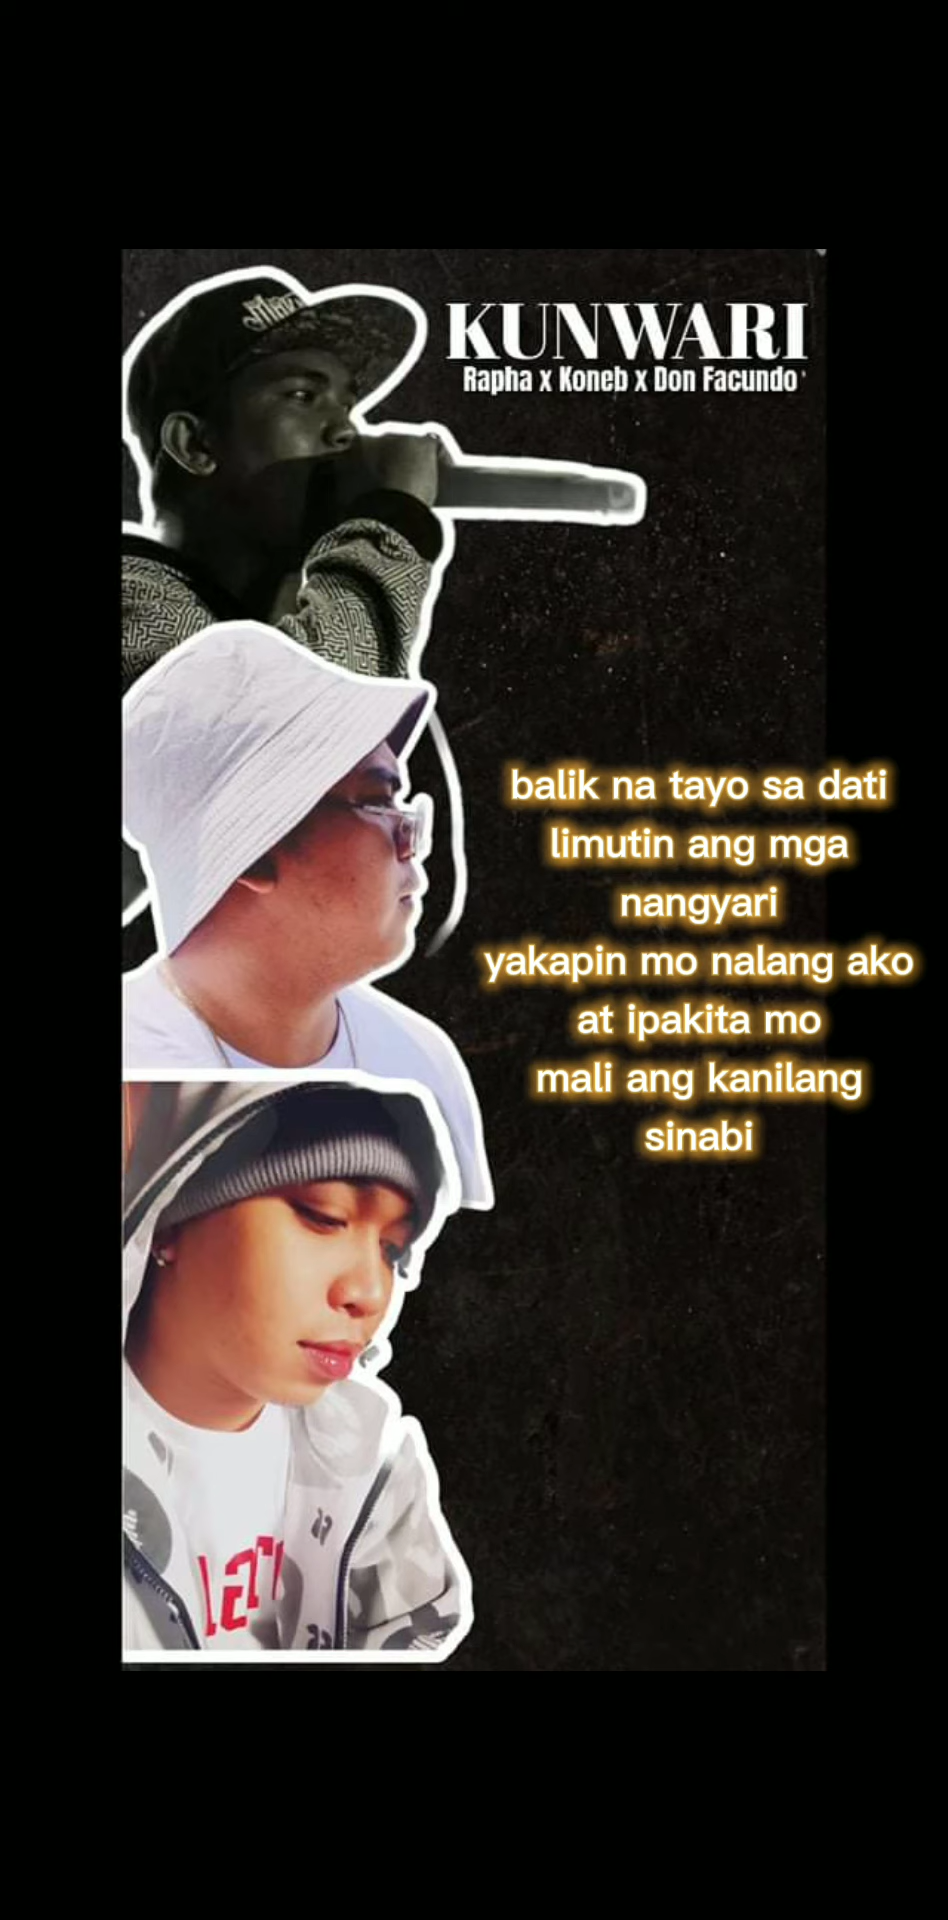 KUNWARI
Rapha x Koneb x Don Facundo
balik na tayo sa dati
limutin ang mga
nangyari
yakapin mo nalang ako
at ipakita mo
mali ang kanilang
sinabi